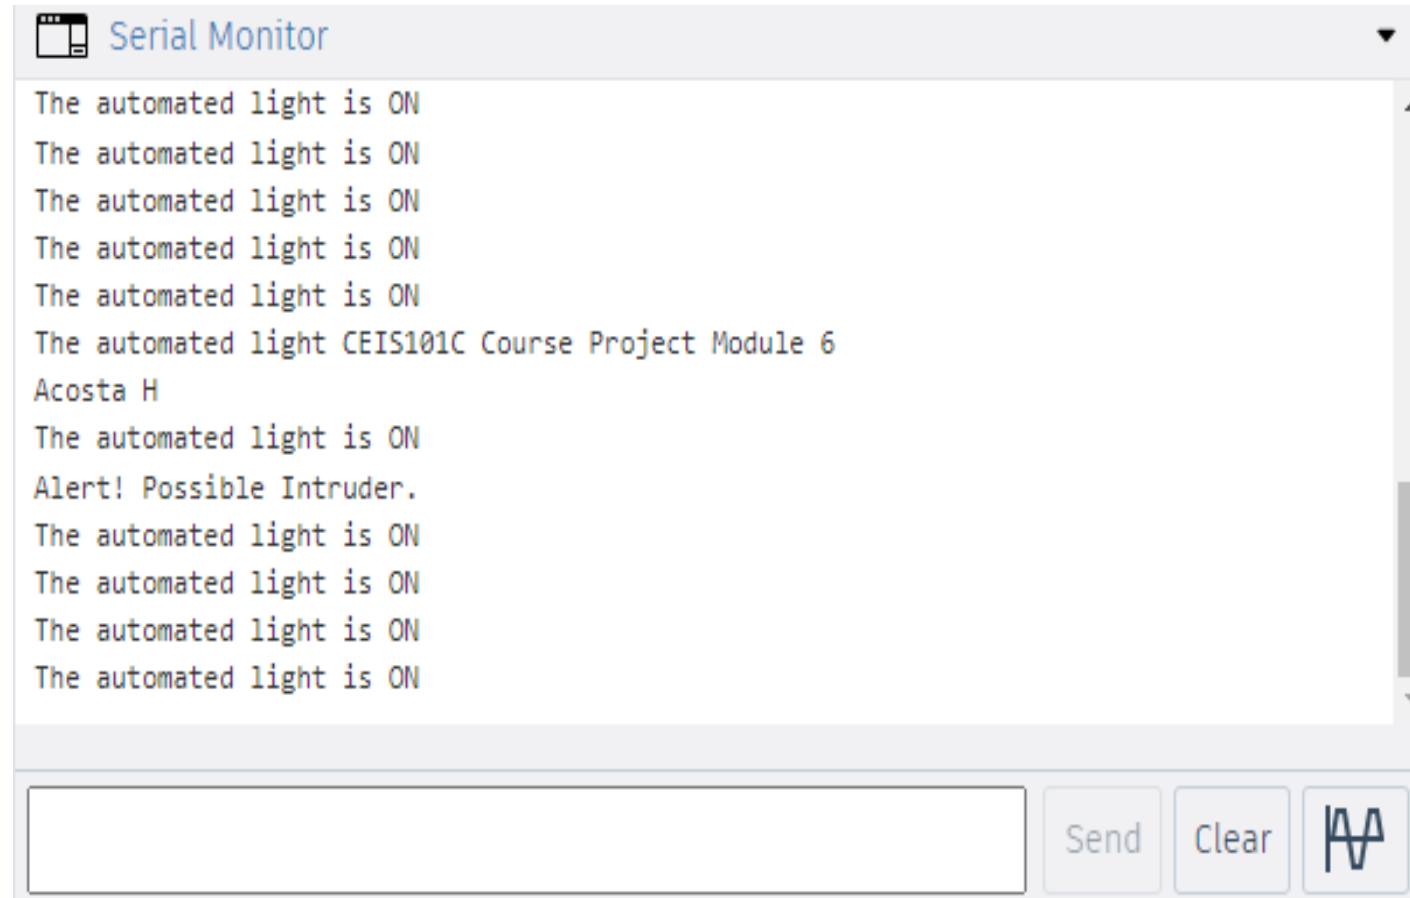 Serial Monitor
The automated light is ON
The automated light is ON
The automated light is ON
The automated light is ON
The automated light is ON
The automated light CEIS101C Course Project Module 6
Acosta H
The automated light is ON
Alert! Possible Intruder.
The automated light is ON
The automated light is ON
The automated light is ON
The automated light is ON
Send Clear